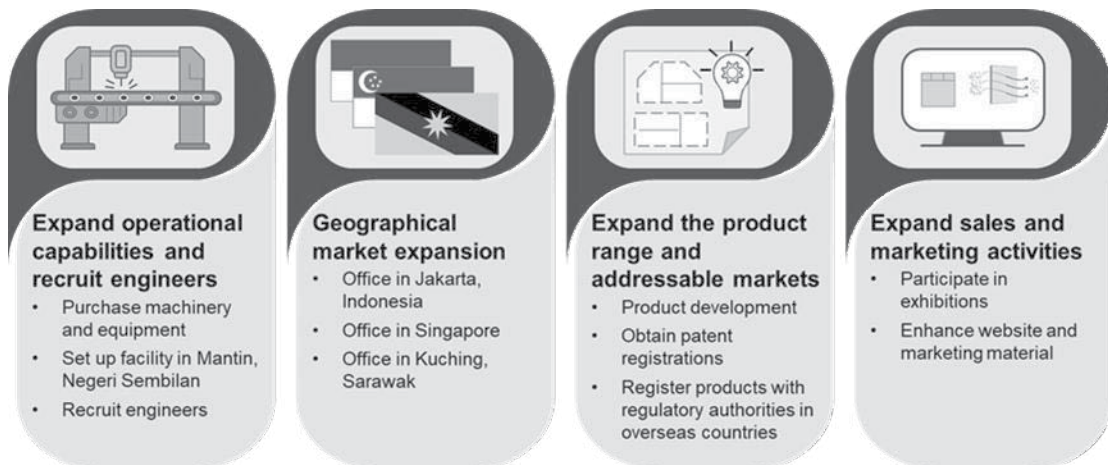 Expand operational
capabilities and
recruit engineers
• Purchase machinery
and equipment
• Set up facility in Mantin,
Negeri Sembilan
• Recruit engineers
Geographical
market expansion
• Office in Jakarta,
Indonesia
• Office in Singapore
• Office in Kuching,
Sarawak
Expand the product
range and
addressable markets
• Product development
• Obtain patent
registrations
• Register products with
regulatory authorities in
overseas countries
Expand sales and
marketing activities
• Participate in
exhibitions
• Enhance website and
marketing material